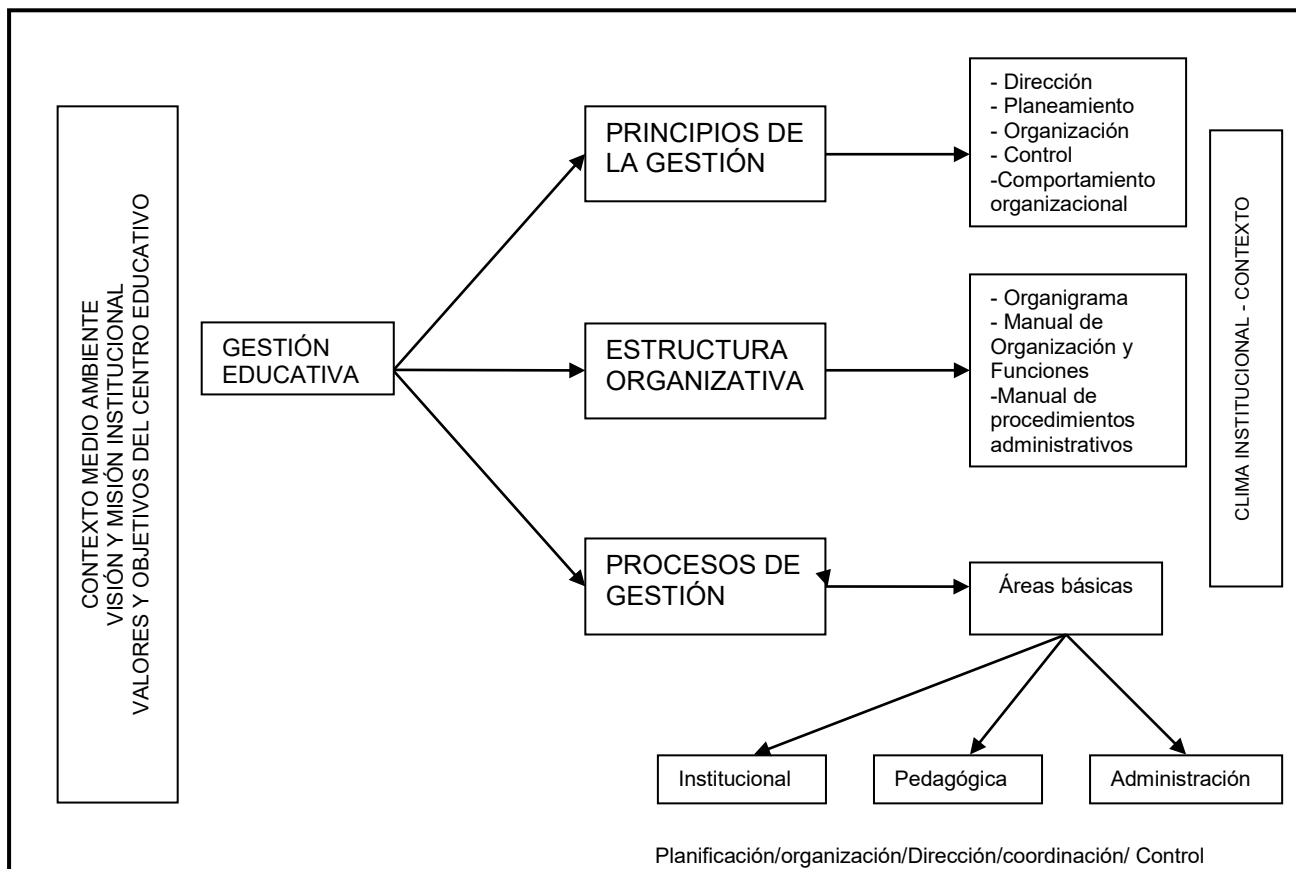 CONTEXTO MEDIO AMBIENTE
VISIÓN Y MISIÓN INSTITUCIONAL
VALORES Y OBJETIVOS DEL CENTRO EDUCATIVO
GESTIÓN
EDUCATIVA
PRINCIPIOS DE
LA GESTIÓN
- Dirección
- Planeamiento
- Organización
- Control
-Comportamiento
organizacional
ESTRUCTURA
ORGANIZATIVA
- Organigrama
- Manual de
Organización y
Funciones
-Manual de
procedimientos
administrativos
PROCESOS DE
GESTIÓN
Áreas básicas
CLIMA INSTITUCIONAL - CONTEXTO
Institucional
Pedagógica
Administración
Planificación/organización/Dirección/coordinación/ Control